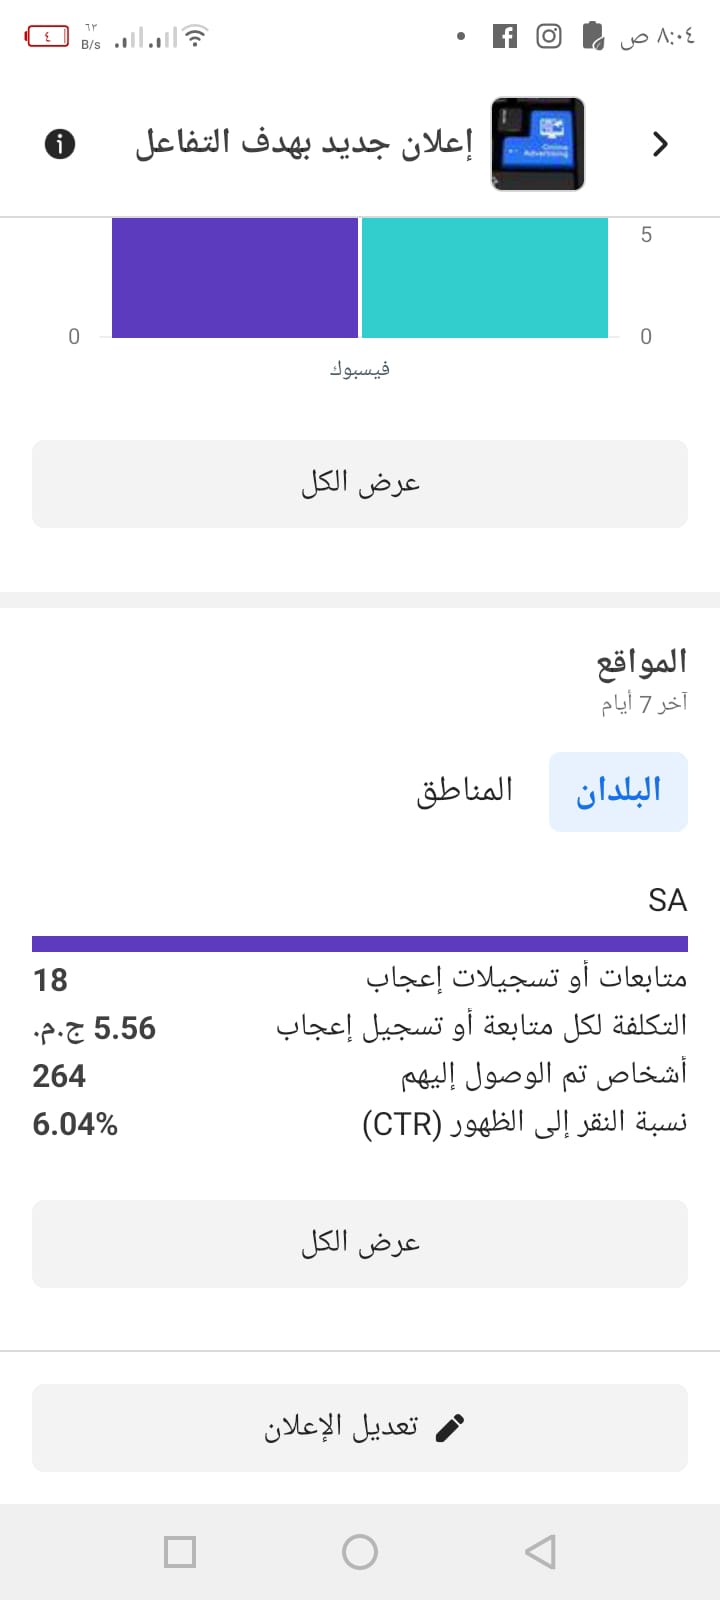 ٨:٠٤ ص
٤
٦٢
B/s
إعلان جديد بهدف التفاعل
Online
Advertising
5
0
0
فيسبوك
عرض الكل
المواقع
آخر 7 أيام
البلدان
المناطق
SA
متابعات أو تسجيلات إعجاب 18
التكلفة لكل متابعة أو تسجيل إعجاب 5.56 ج.م.
أشخاص تم الوصول إليهم 264
نسبة النقر إلى الظهور (CTR) 6.04%
عرض الكل
تعديل الإعلان